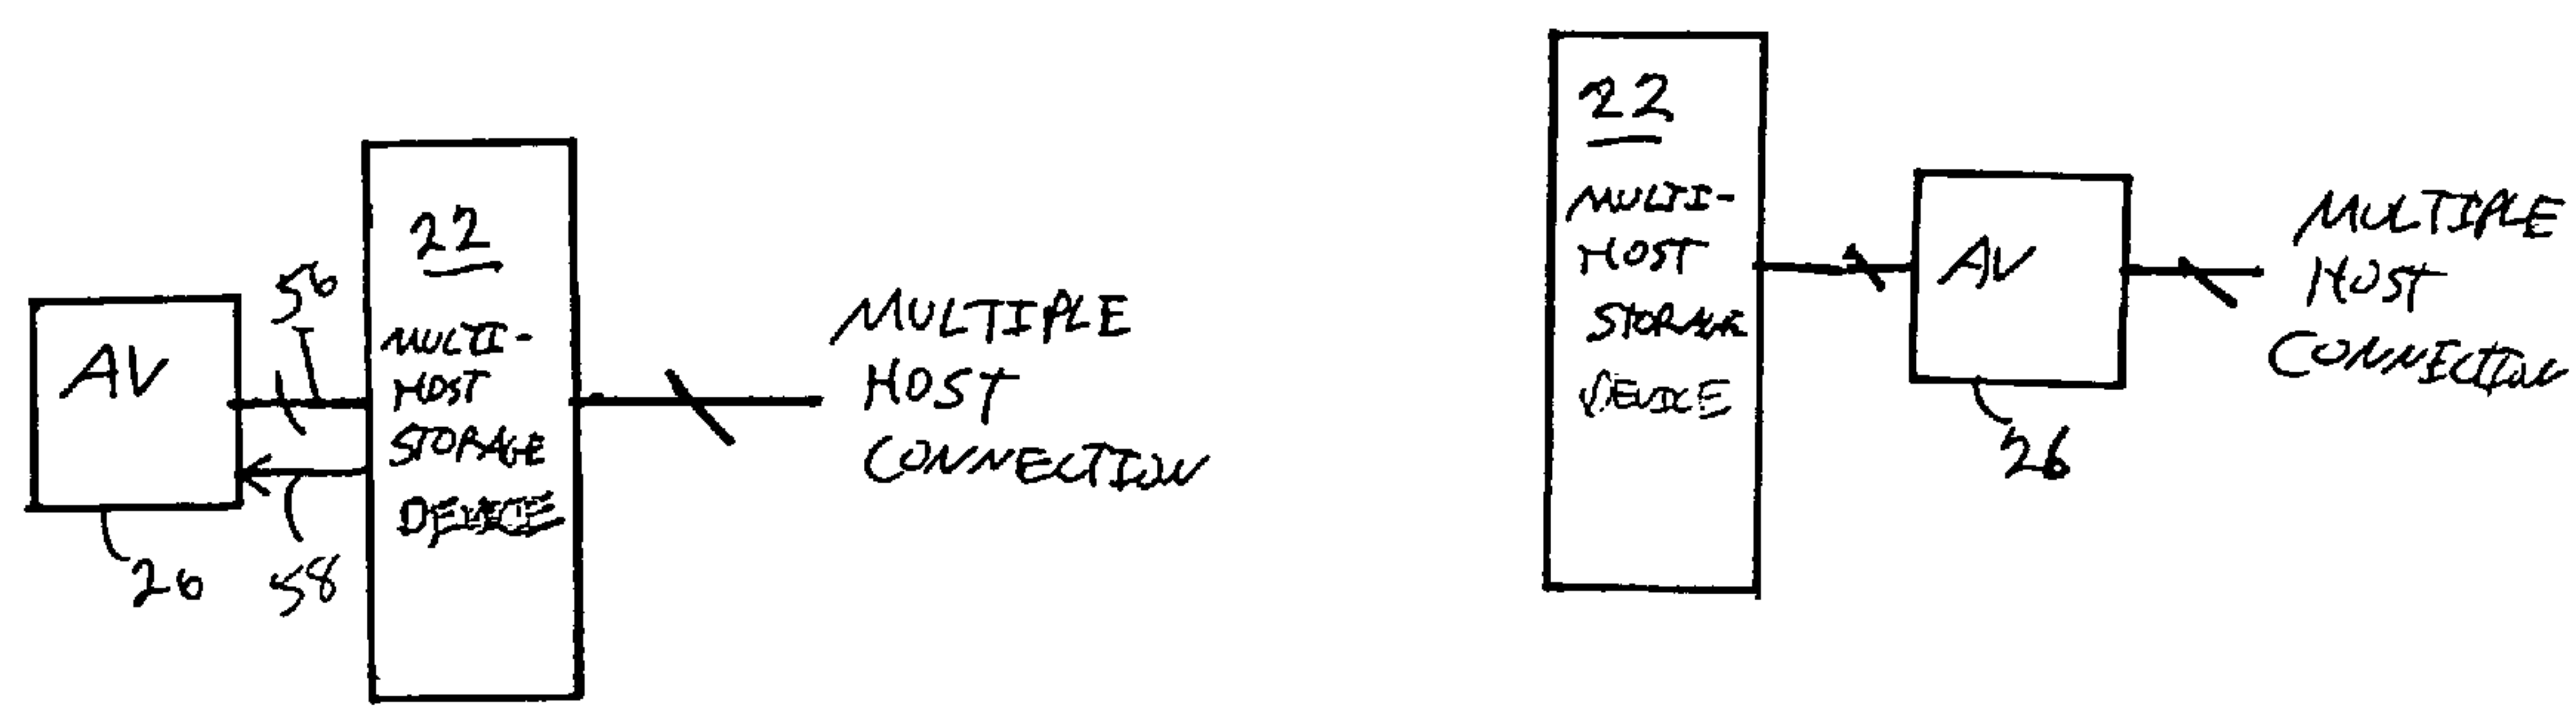 22
MULTI-
HOST
STORAGE
DEVICE
AV
56
58
26
MULTIPLE
HOST
CONNECTION
22
MULTI-
HOST
STORAGE
DEVICE
AV
26
MULTIPLE
HOST
CONNECTION